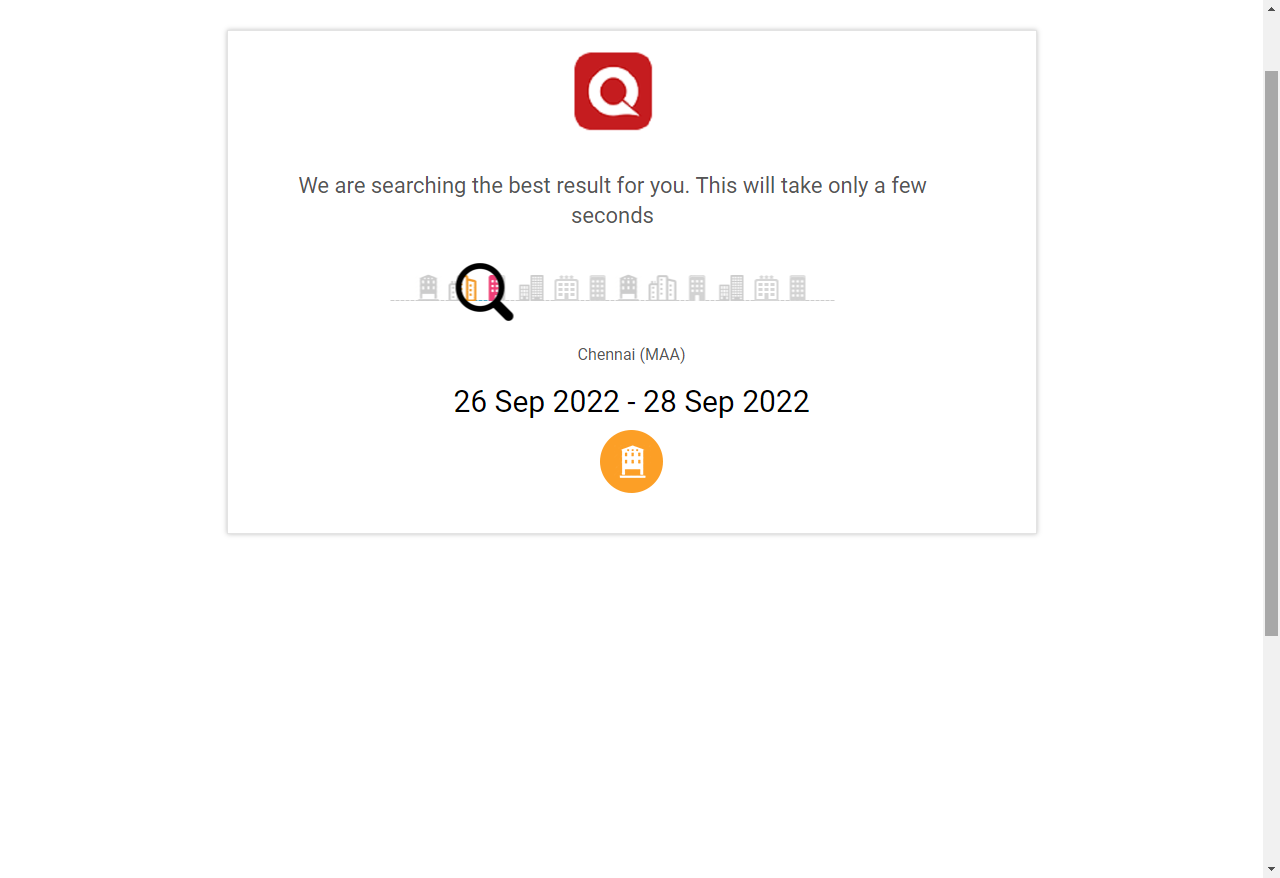 We are searching the best result for you. This will take only a few
seconds
Chennai (MAA)
26 Sep 2022 - 28 Sep 2022